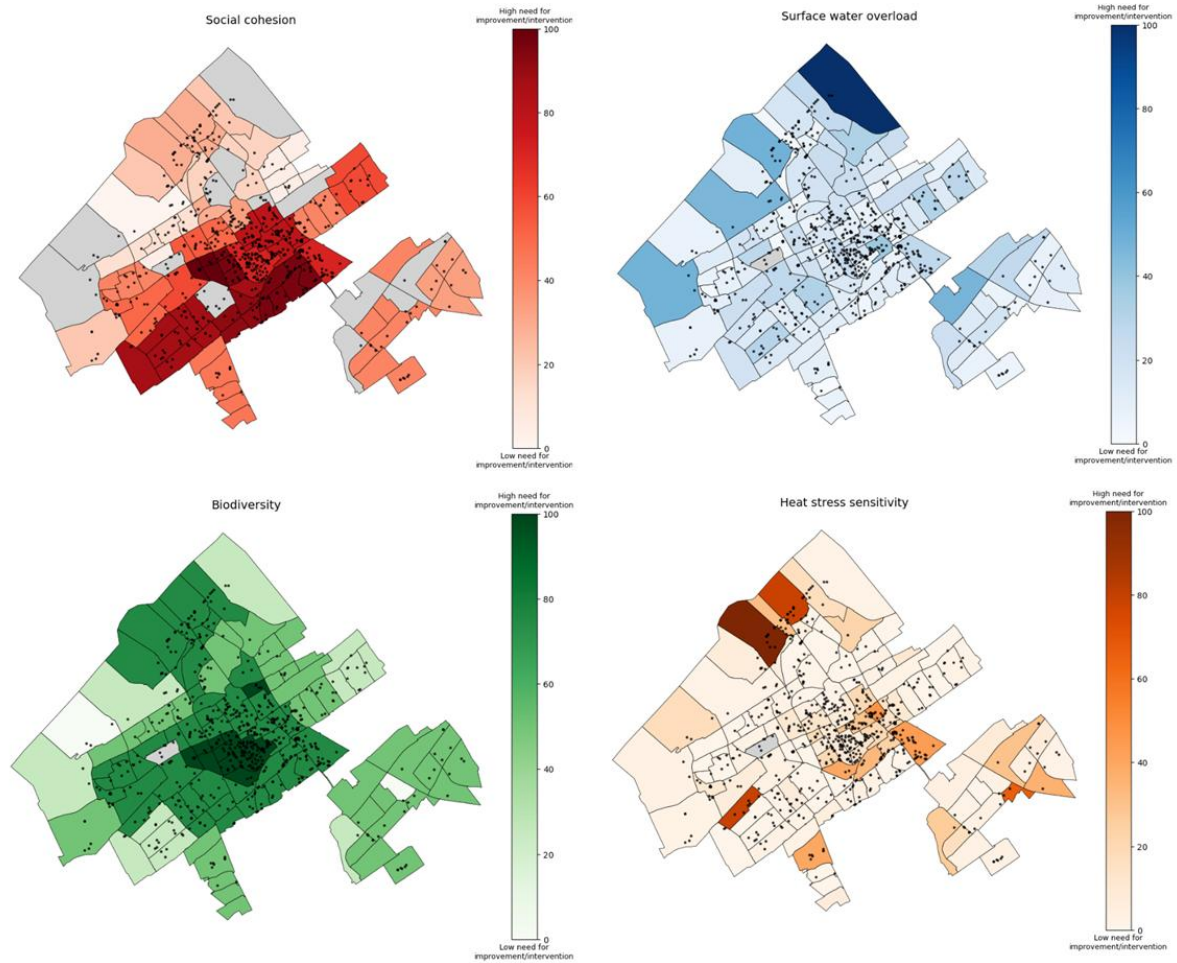 Social cohesion
High need for
improvement/intervention
100
80
60
40
20
0
Low need for
improvement/intervention
Surface water overload
High need for
improvement/intervention
100
80
60
40
20
0
Low need for
improvement/intervention
Biodiversity
High need for
improvement/intervention
100
80
60
40
20
0
Low need for
improvement/intervention
Heat stress sensitivity
High need for
improvement/intervention
100
80
60
40
20
0
Low need for
improvement/intervention